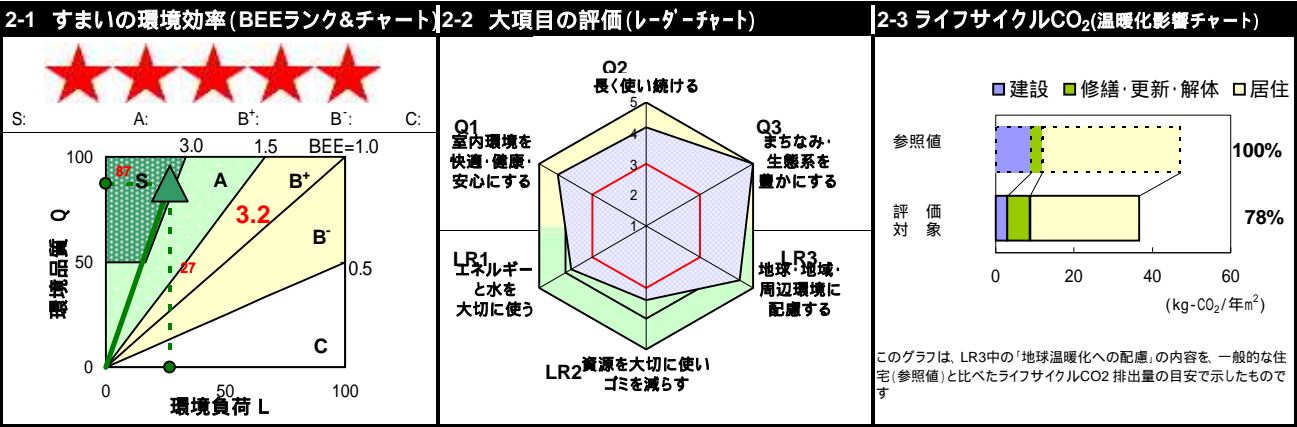 2-1 すまいの環境効率(BEEランク&チャート)
S: A: B+: B-: C:
3.0 1.5 BEE=1.0
100
87
S
A
B+
3.2
B-
50
27
0.5
C
0
0 50 100
環境品質 Q
環境負荷 L
2-2 大項目の評価(レーダーチャート)
Q2
長く使い続ける
5
4
3
2
1
Q1
室内環境を
快適・健康・
安心にする
Q3
まちなみ・
生態系を
豊かにする
LR1
エネルギー
と水を
大切に使う
LR3
地球・地域・
周辺環境に
配慮する
LR2
資源を大切に使い
ゴミを減らす
2-3 ライフサイクルCO2(温暖化影響チャート)
建設 修繕・更新・解体 居住
参照値
100%
評 価
対 象
78%
0 20 40 60
(kg-CO2/年㎡)
このグラフは、LR3中の「地球温暖化への配慮」の内容を、一般的な住
宅(参照値)と比べたライフサイクルCO2 排出量の目安で示したもので
す